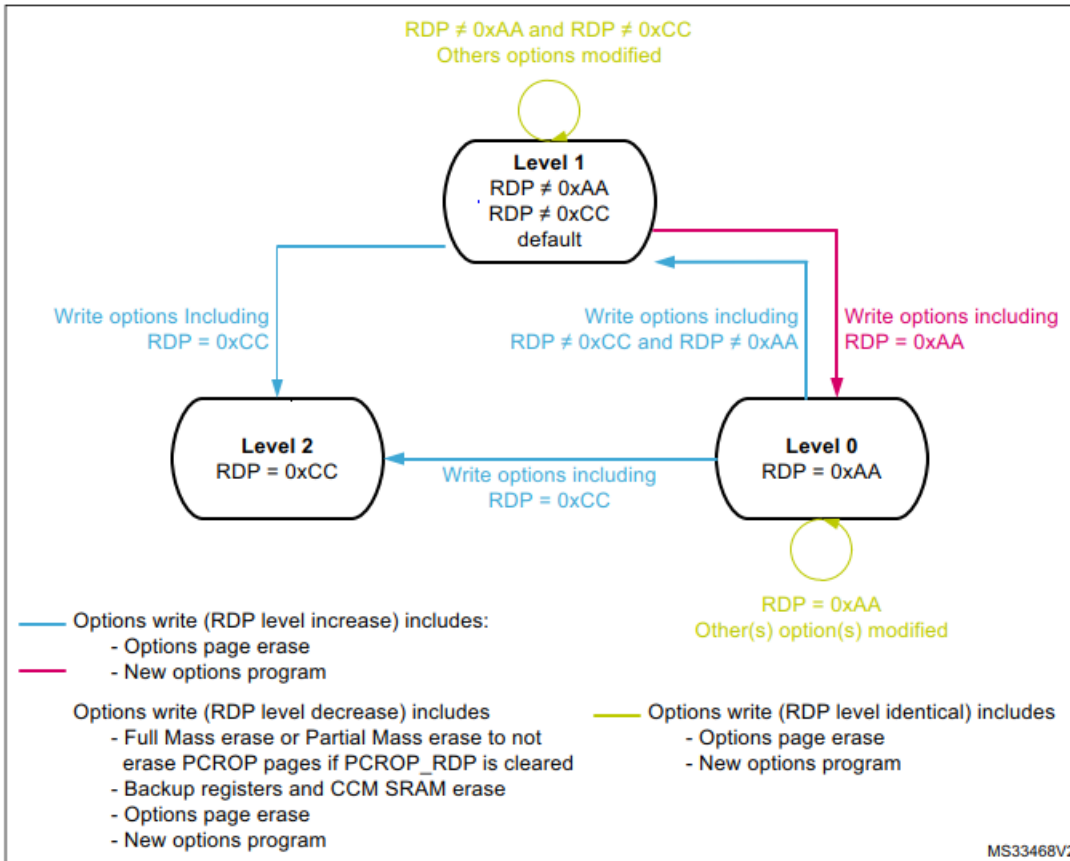 RDP ≠ 0xAA and RDP ≠ 0xCC
Others options modified
Level 1
RDP ≠ 0xAA
RDP ≠ 0xCC
default
Write options Including
RDP = 0xCC
Write options including
RDP ≠ 0xCC and RDP ≠ 0xAA
Write options including
RDP = 0xAA
Level 2
RDP = 0xCC
Level 0
RDP = 0xAA
Write options including
RDP = 0xCC
RDP = 0xAA
Other(s) option(s) modified
Options write (RDP level increase) includes:
- Options page erase
- New options program
Options write (RDP level decrease) includes
- Full Mass erase or Partial Mass erase to not
erase PCROP pages if PCROP_RDP is cleared
- Backup registers and CCM SRAM erase
- Options page erase
- New options program
Options write (RDP level identical) includes
- Options page erase
- New options program
MS33468V2